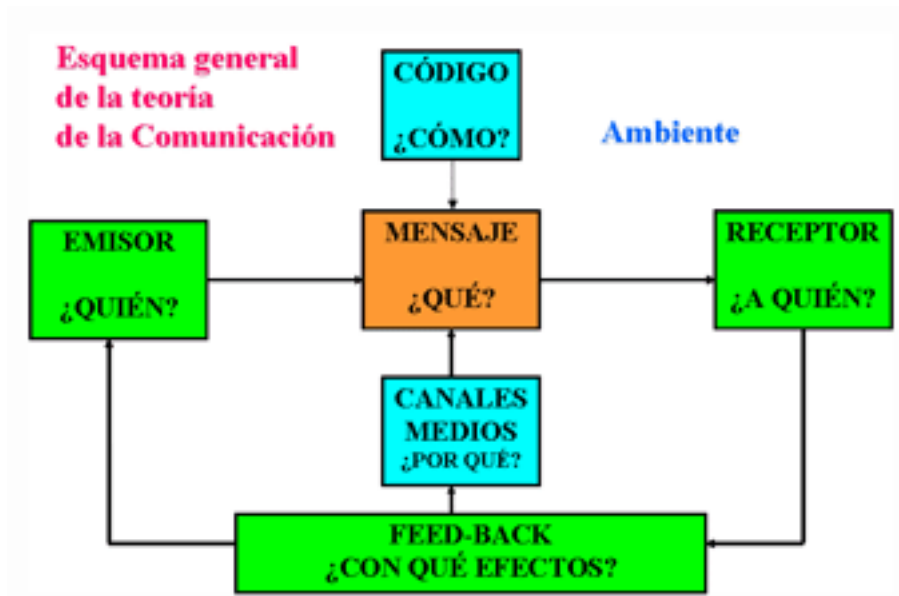 Esquema general
de la teoría
de la Comunicación
CÓDIGO
¿CÓMO?
Ambiente
EMISOR
¿QUIÉN?
MENSAJE
¿QUÉ?
RECEPTOR
¿A QUIÉN?
CANALES
MEDIOS
¿POR QUÉ?
FEED-BACK
¿CON QUÉ EFECTOS?